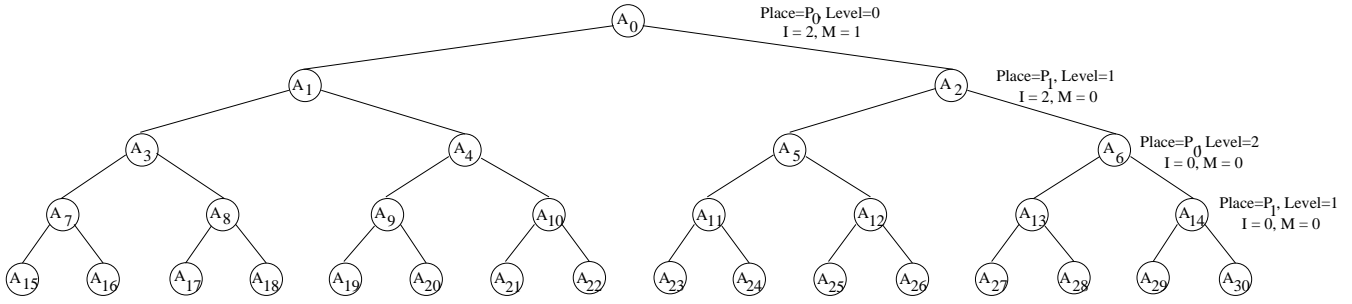 A0
Place=P0, Level=0
I = 2, M = 1
A1
A2
Place=P1, Level=1
I = 2, M = 0
A3
A4
A5
A6
Place=P0, Level=2
I = 0, M = 0
A7
A8
A9
A10
A11
A12
A13
A14
Place=P1, Level=1
I = 0, M = 0
A15
A16
A17
A18
A19
A20
A21
A22
A23
A24
A25
A26
A27
A28
A29
A30